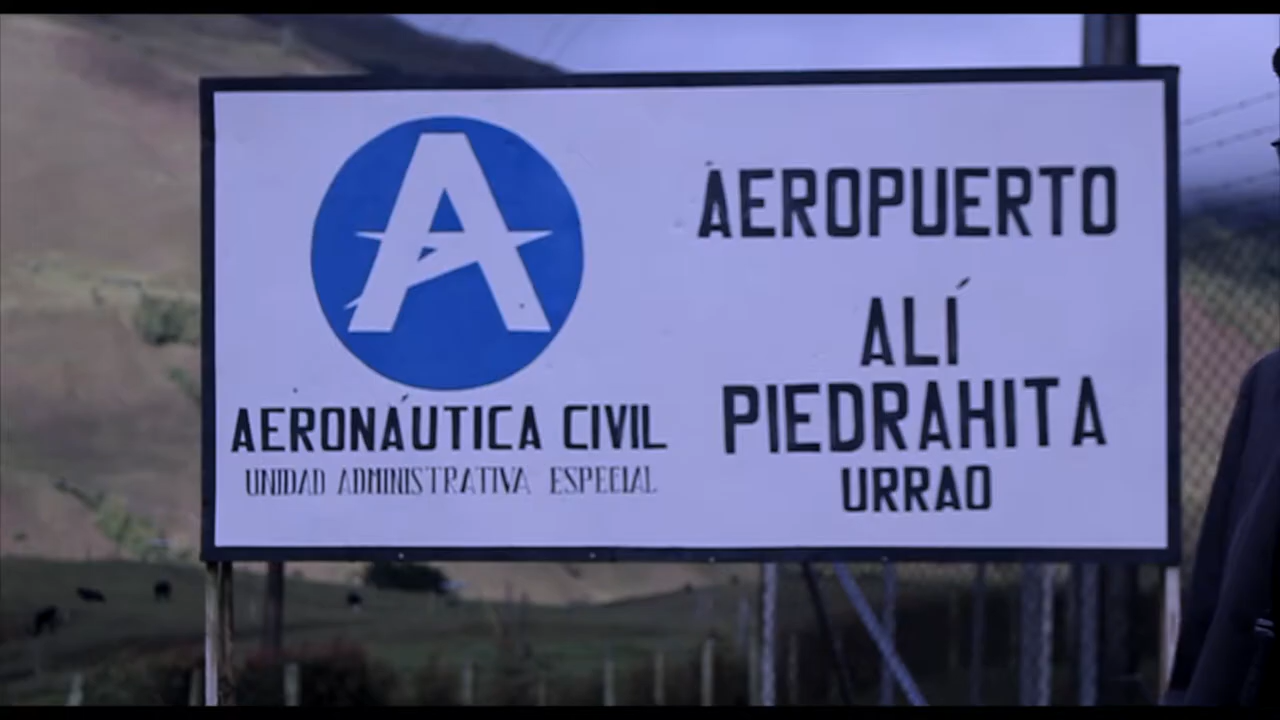 A
AERONÁUTICA CIVIL
UNIDAD ADMINISTRATIVA ESPECIAL
AEROPUERTO
ALÍ
PIEDRAHITA
URRAO